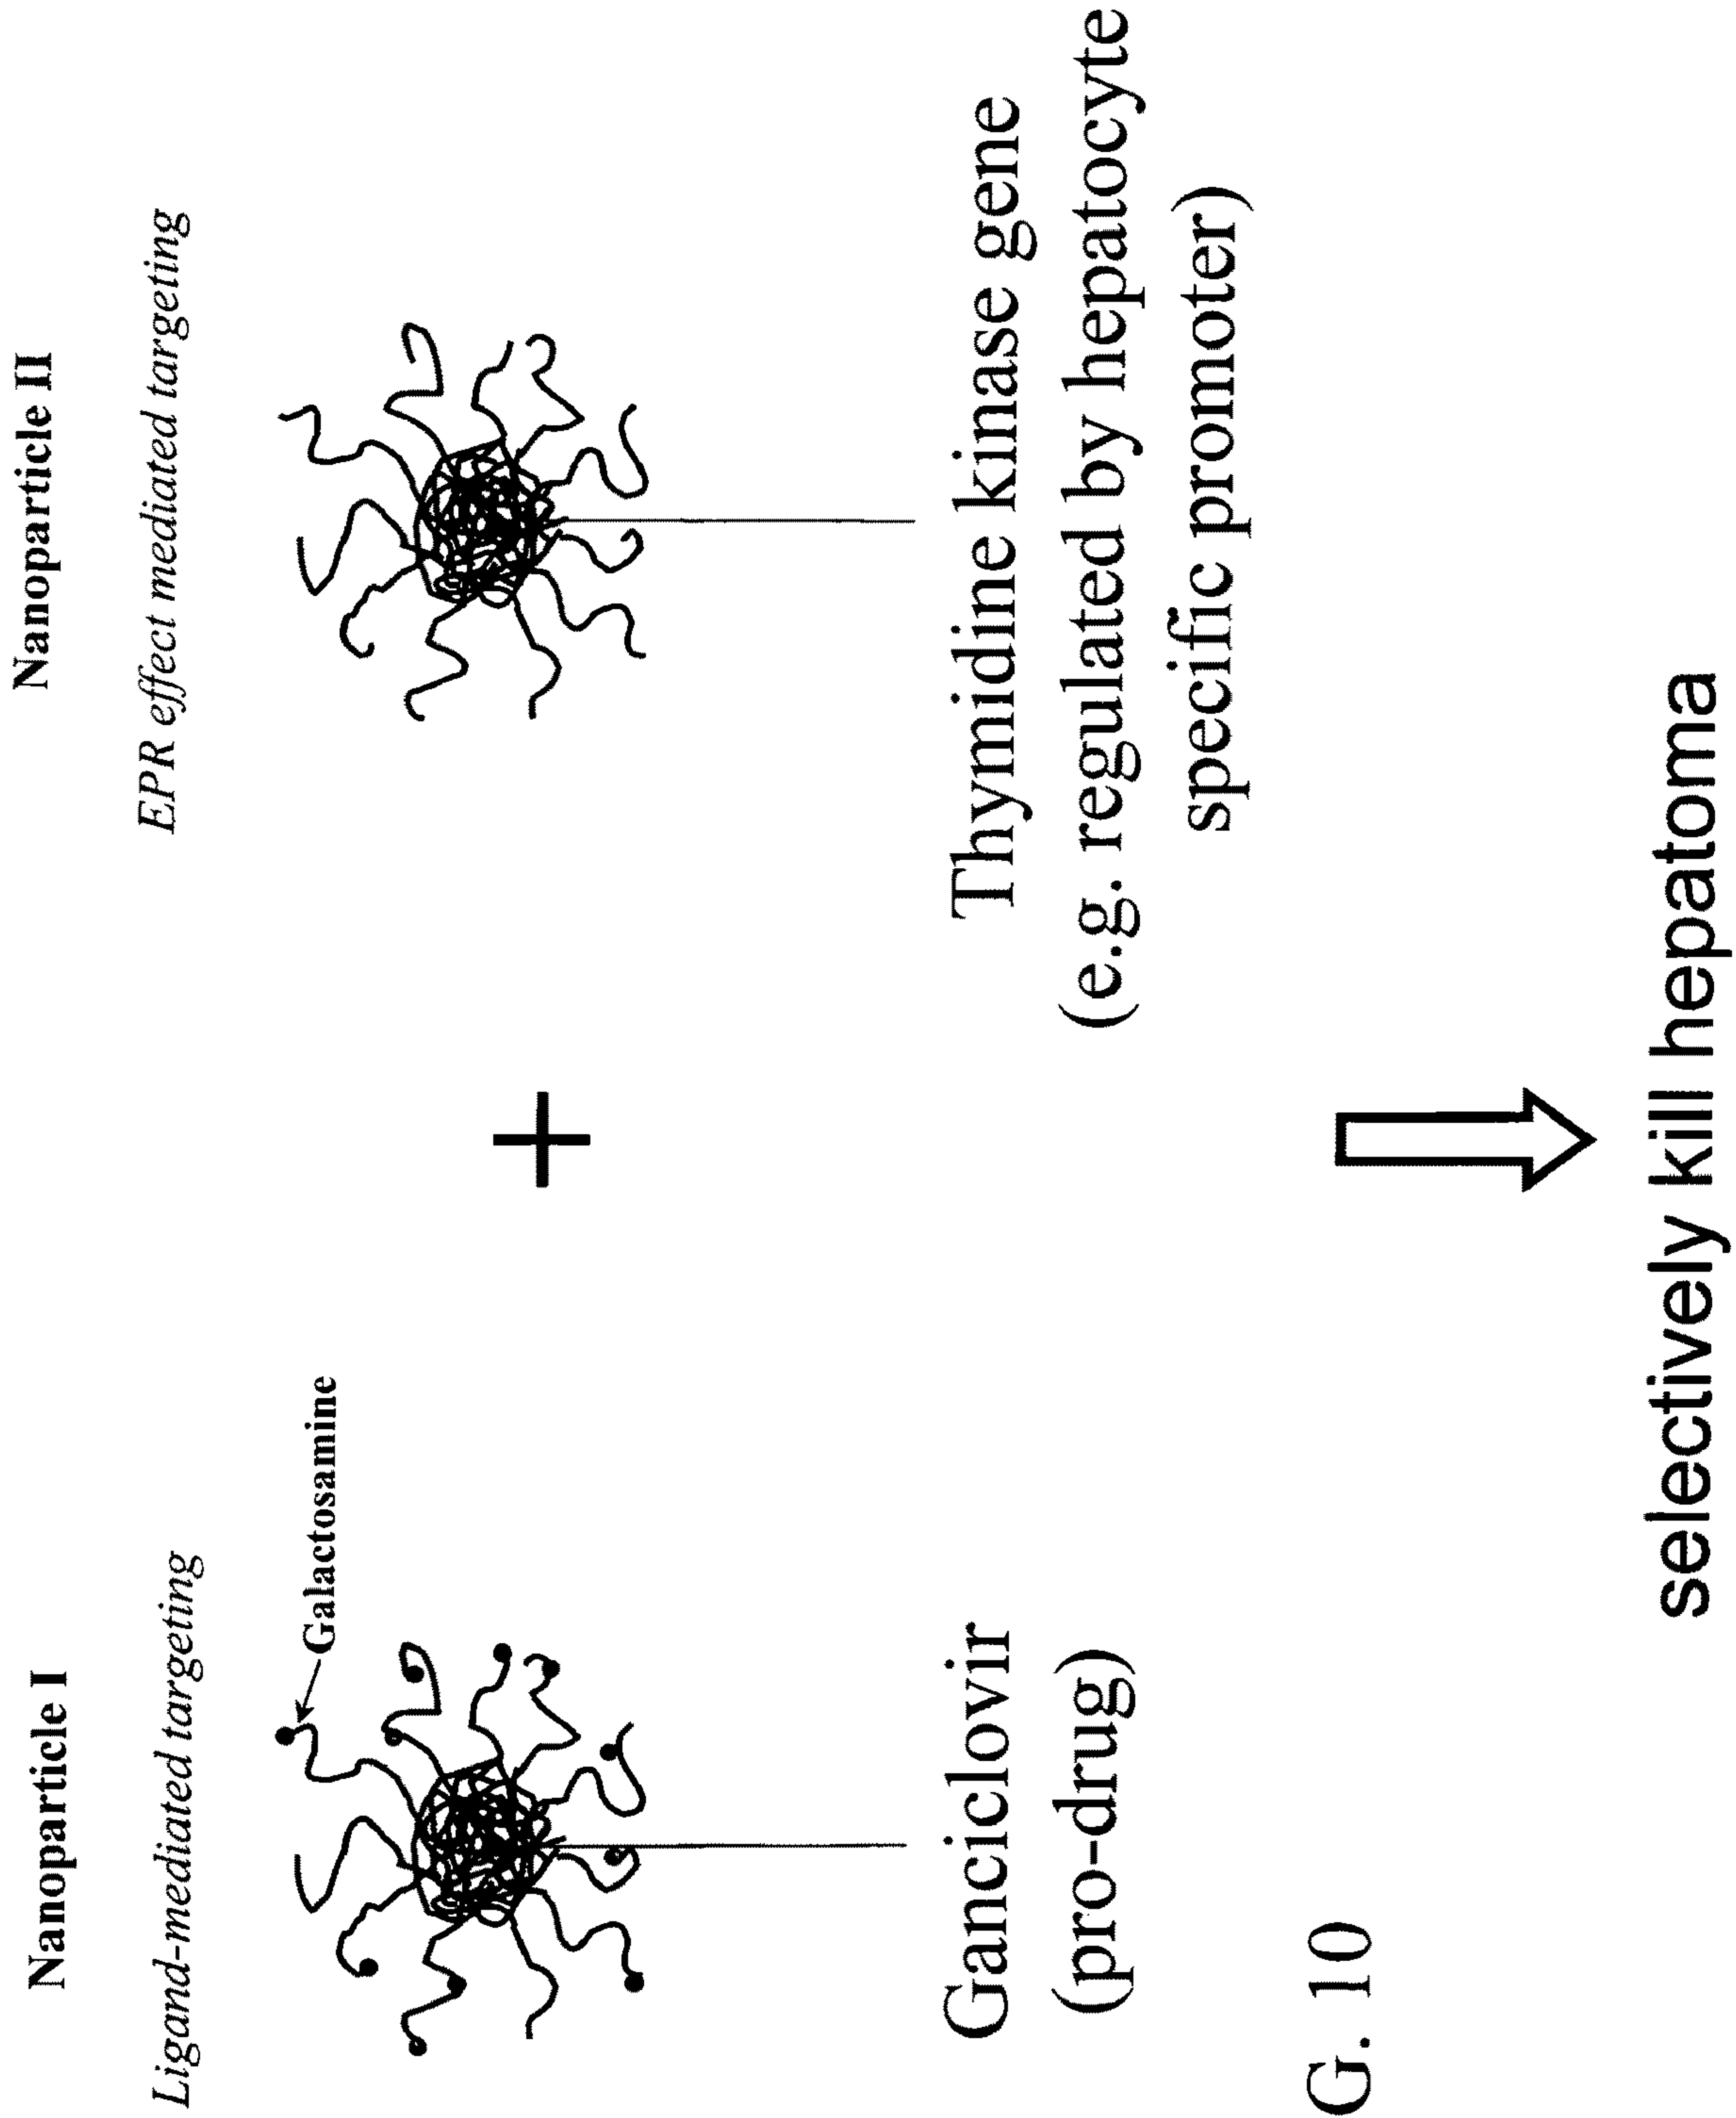 Nanoparticle I
Ligand-mediated targeting
Galactosamine
Ganciclovir
(pro-drug)
+
Nanoparticle II
EPR effect mediated targeting
Thymidine kinase gene
(e.g. regulated by hepatocyte
specific promoter)
selectively kill hepatoma
G. 10